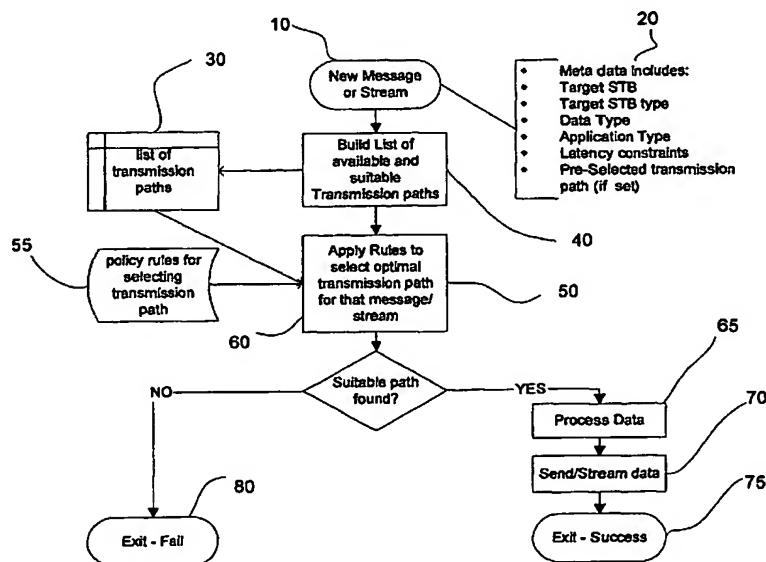 10
20
30
New Message
or Stream
Meta data includes:
Target STB
Target STB type
Data Type
Application Type
Latency constraints
Pre-Selected transmission
path (if set)
list of
transmission
paths
Build List of
available and
suitable
Transmission paths
40
55
policy rules for
selecting
transmission
path
Apply Rules to
select optimal
transmission path
for that message/
stream
50
60
65
Suitable path
found?
NO
YES
Process Data
70
Send/Stream data
80
75
Exit - Fail
Exit - Success